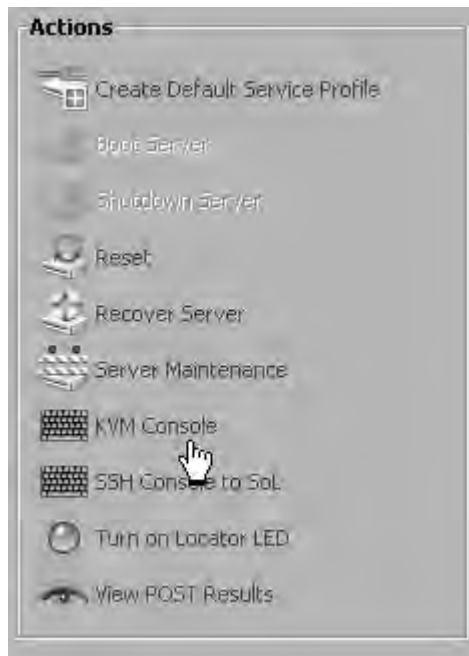 Actions
Create Default Service Profile
Boot Server
Shutdown Server
Reset
Recover Server
Server Maintenance
KVM Console
SSH Console to SoL
Turn on Locator LED
View POST Results